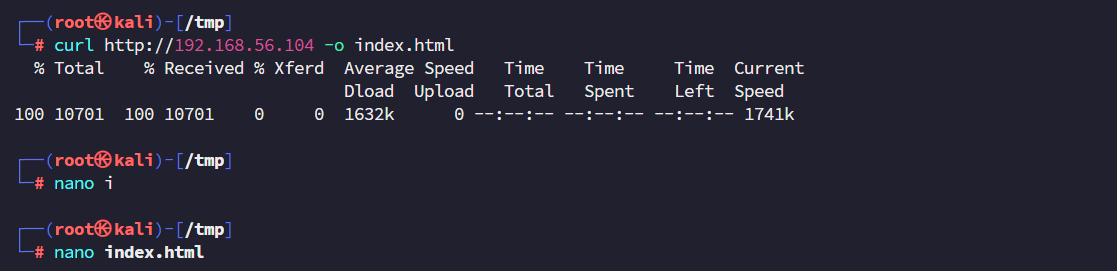 ┌──(root㉿kali)-[/tmp]
└─# curl http://192.168.56.104 -o index.html
  % Total    % Received % Xferd  Average Speed   Time    Time     Time  Current
                                 Dload  Upload   Total   Spent    Left  Speed
100 10701  100 10701    0     0  1632k      0 --:--:-- --:--:-- --:--:-- 1741k
┌──(root㉿kali)-[/tmp]
└─# nano i
┌──(root㉿kali)-[/tmp]
└─# nano index.html